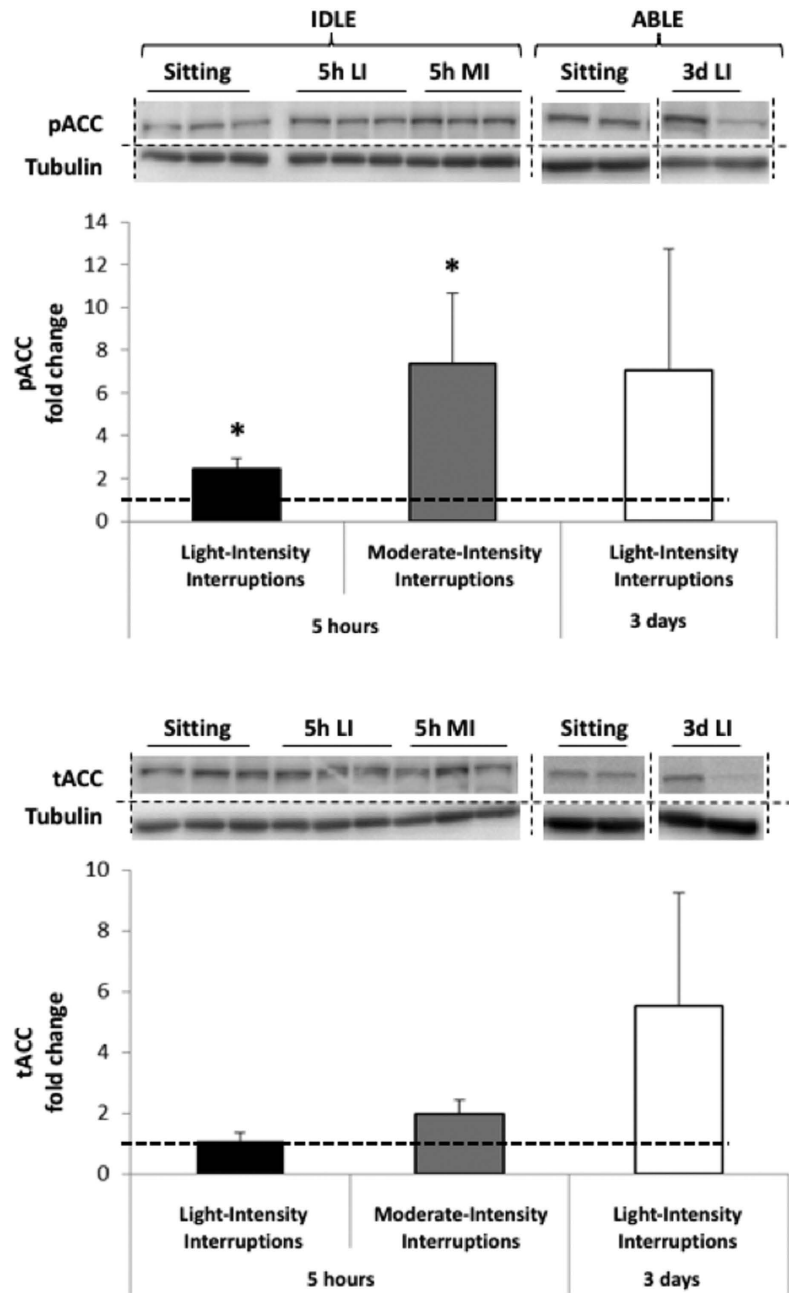 IDLE ABLE
Sitting 5h LI 5h MI Sitting 3d LI
pACC
Tubulin
14
12
10
8
6
4
2
0
pACC
fold change
*
*
Light-Intensity Interruptions
Moderate-Intensity Interruptions
Light-Intensity Interruptions
5 hours
3 days
Sitting 5h LI 5h MI Sitting 3d LI
tACC
Tubulin
10
8
6
4
2
0
tACC
fold change
Light-Intensity Interruptions
Moderate-Intensity Interruptions
Light-Intensity Interruptions
5 hours
3 days